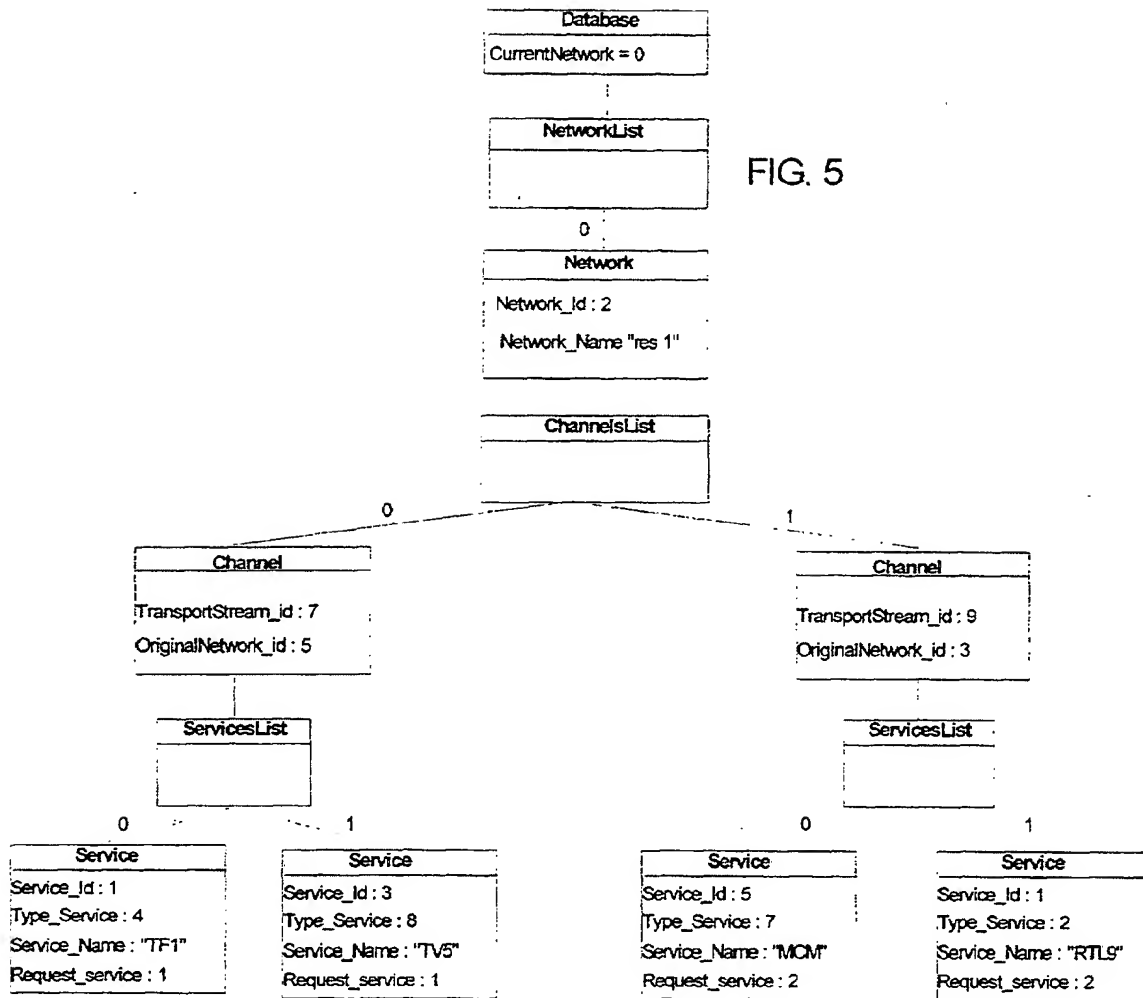 Database
CurrentNetwork = 0
NetworkList
FIG. 5
0
Network
Network_Id : 2
Network_Name "res 1"
ChannelsList
0
1
Channel
TransportStream_id : 7
OriginalNetwork_id : 5
Channel
TransportStream_id : 9
OriginalNetwork_id : 3
ServicesList
ServicesList
0
1
0
1
Service
Service_Id : 1
Type_Service : 4
Service_Name : "TF1"
Request_service : 1
Service
Service_Id : 3
Type_Service : 8
Service_Name : "TV5"
Request_service : 1
Service
Service_Id : 5
Type_Service : 7
Service_Name : "MCM"
Request_service : 2
Service
Service_Id : 1
Type_Service : 2
Service_Name : "RTL9"
Request_service : 2